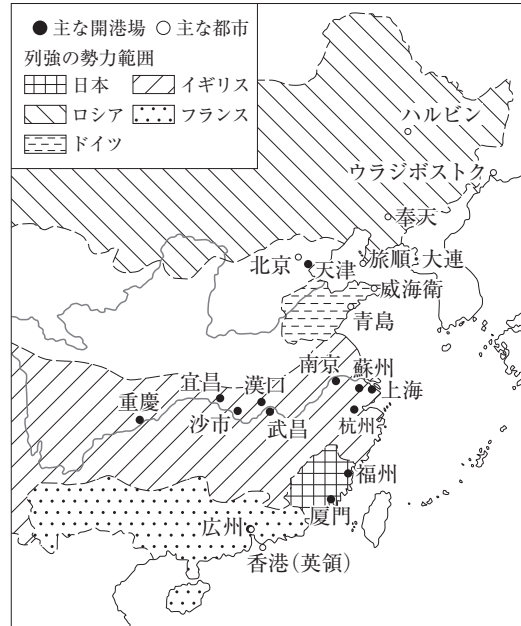 ●主な開港場 ○主な都市
列強の勢力範囲
日本 イギリス
ロシア フランス
ドイツ
ハルビン
ウラジボストク
奉天
北京
天津
旅順・大連
威海衛
青島
南京
蘇州
上海
宜昌
漢口
重慶
沙市
武昌
杭州
福州
厦門
広州
香港(英領)